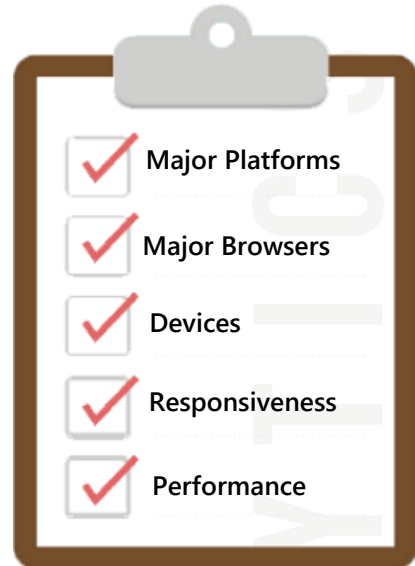 Major Platforms
Major Browsers
Devices
Responsiveness
Performance